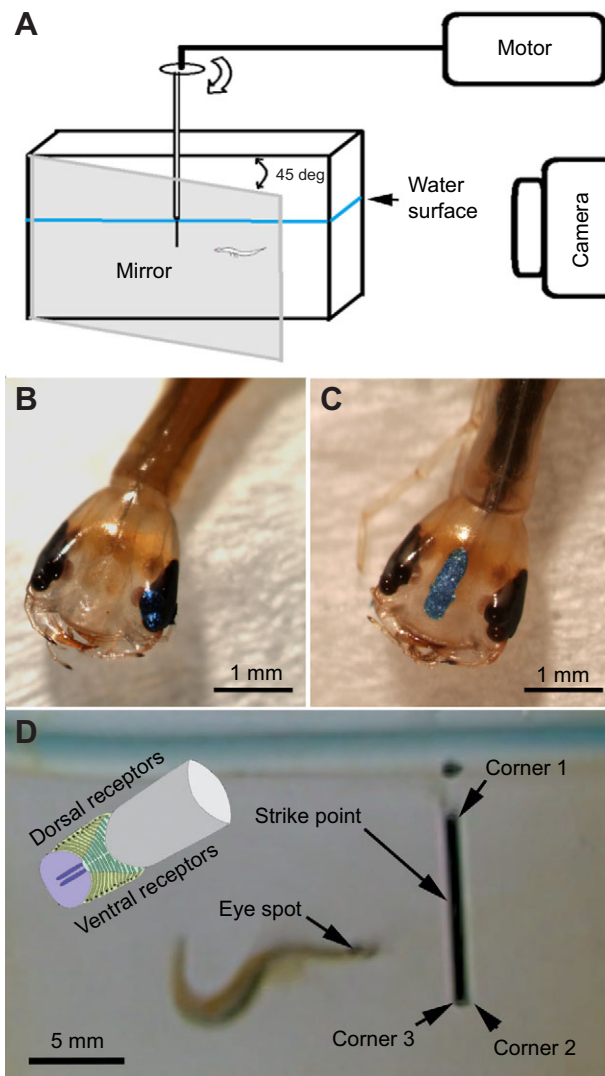 A
Motor
45 deg
Water
surface
Mirror
Camera
B
C
1 mm
1 mm
D
Dorsal receptors
Ventral receptors
Corner 1
Strike point
Eye spot
Corner 3
Corner 2
5 mm